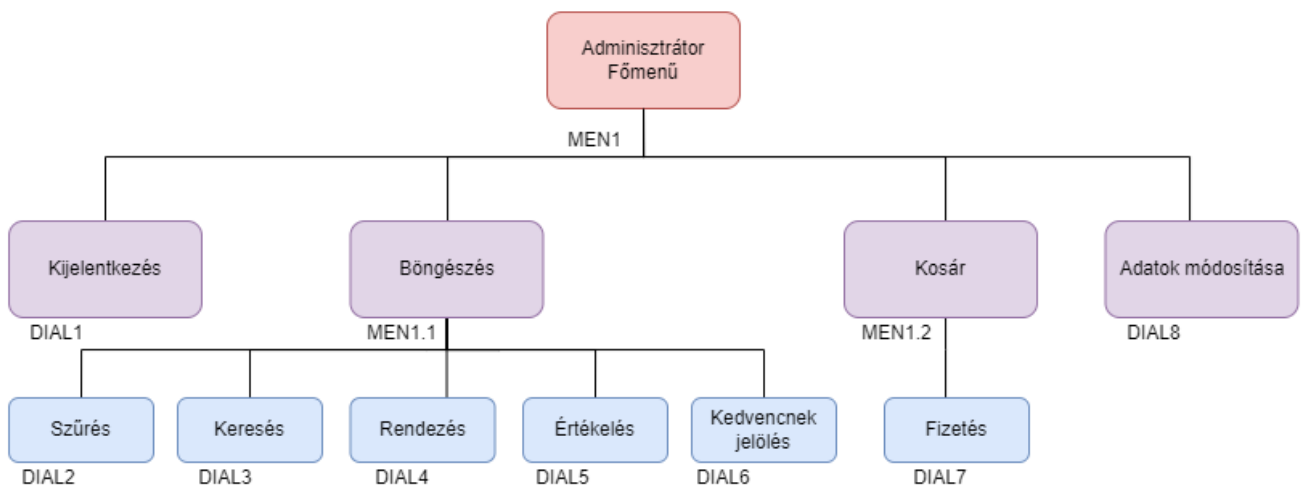 Adminisztrátor
Főmenű
MEN1
Kijelentkezés
Böngészés
Kosár
Adatok módosítása
DIAL1
MEN1.1
MEN1.2
DIAL8
Szűrés
Keresés
Rendezés
Értékelés
Kedvencnek
jelölés
Fizetés
DIAL2
DIAL3
DIAL4
DIAL5
DIAL6
DIAL7